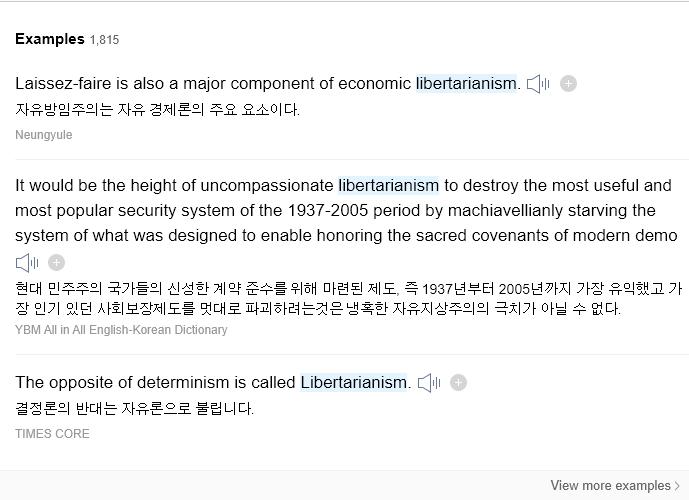 Examples 1,815
Laissez-faire is also a major component of economic libertarianism.
자유방임주의는 자유 경제론의 주요 요소이다.
Neungyule
It would be the height of uncompassionate libertarianism to destroy the most useful and
most popular security system of the 1937-2005 period by machiavellianly starving the
system of what was designed to enable honoring the sacred covenants of modern demo
현대 민주주의 국가들의 신성한 계약 준수를 위해 마련된 제도, 즉 1937년부터 2005년까지 가장 유익했고 가
장 인기 있던 사회보장제도를 멋대로 파괴하려는것은 냉혹한 자유지상주의의 극치가 아닐 수 없다.
YBM All in All English-Korean Dictionary
The opposite of determinism is called Libertarianism.
결정론의 반대는 자유론으로 불립니다.
TIMES CORE
View more examples